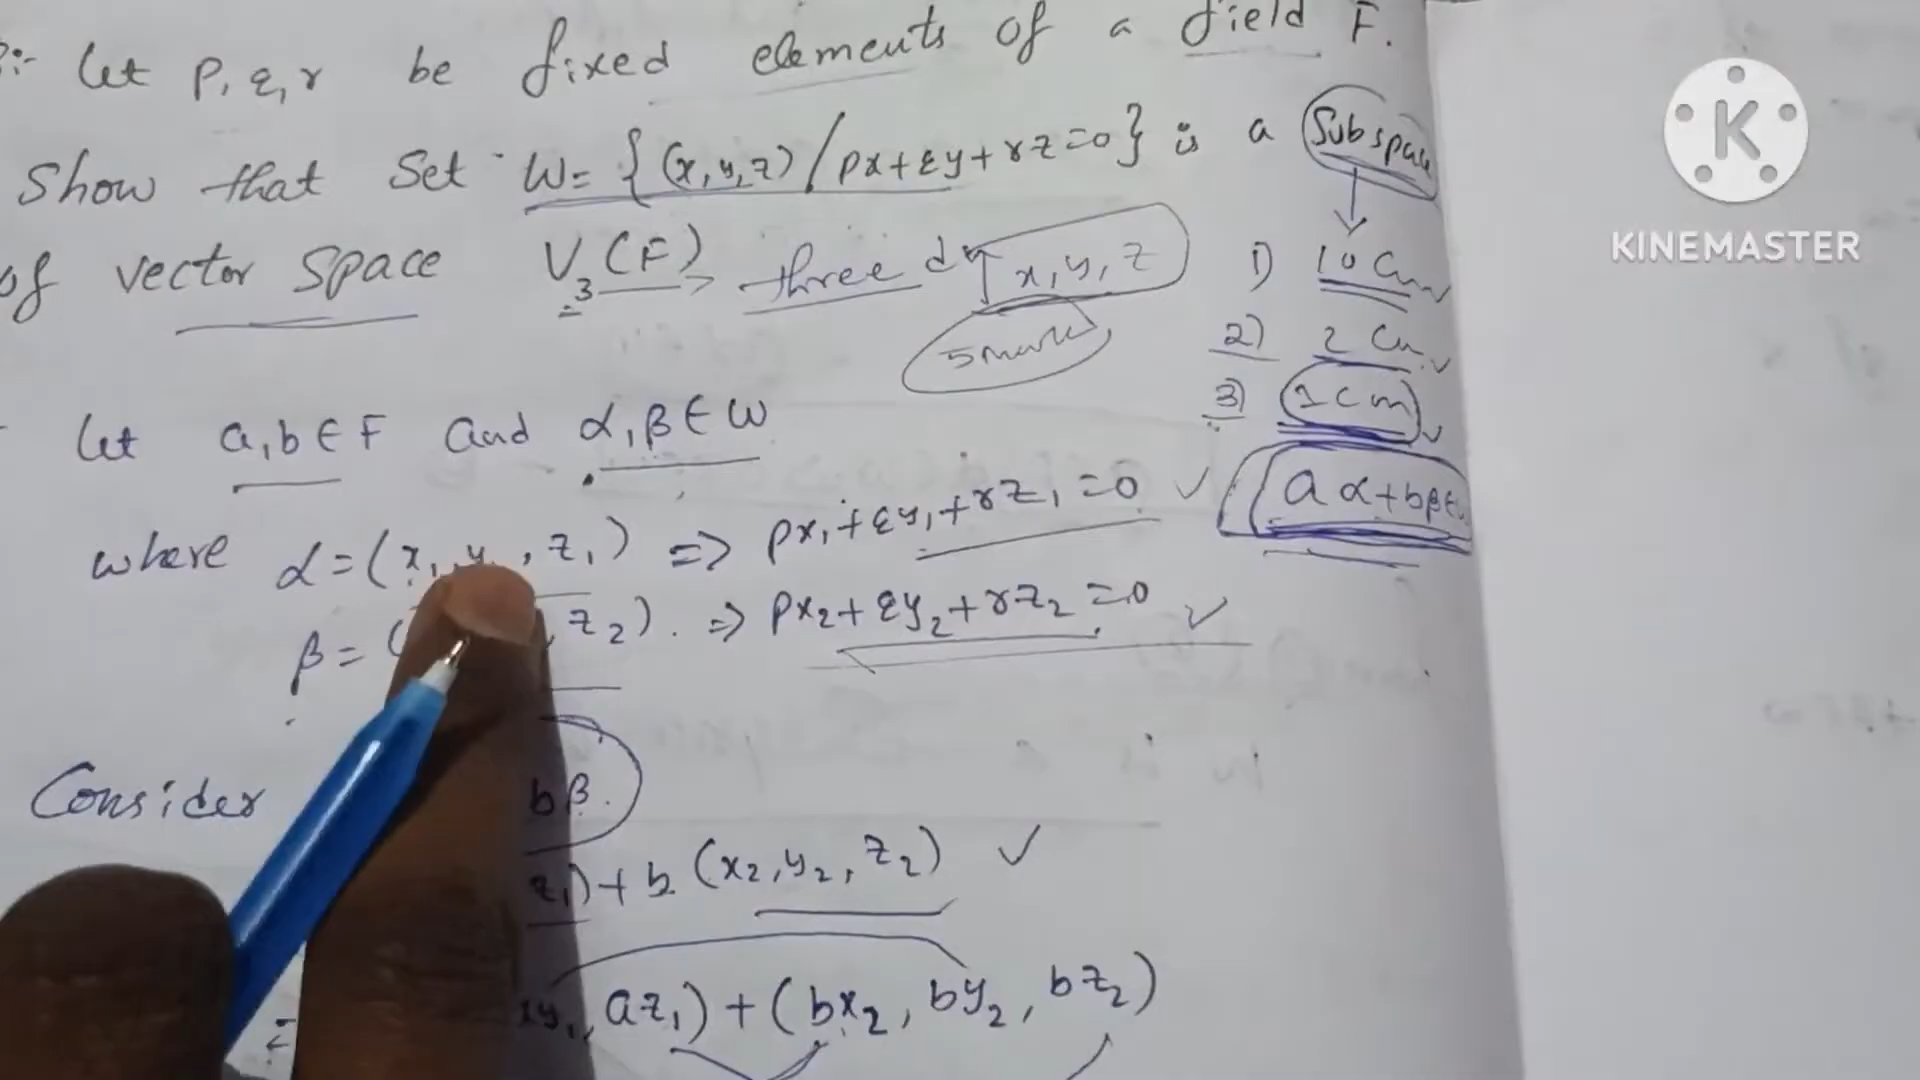 :- Let p, q, r be fixed elements of a field F.
Show that set W= {(x,y,z)/px+qy+rz=0} is a Subspace
of vector space V₃(F) → three x, y, z
5 mark
1) 10 Cm
2) 2 Cm
3) 1 Cm
aα+bβ∈
Let a,b∈F and α,β∈W
where α=(x₁,y ,z₁) ⇒ px₁+qy₁+rz₁=0 ✓
β=( ,z₂). ⇒ px₂+qy₂+rz₂=0 ✓
Consider bβ.
z₁)+b(x₂,y₂,z₂) ✓
y₁, az₁)+(bx₂, by₂, bz₂)
KINEMASTER